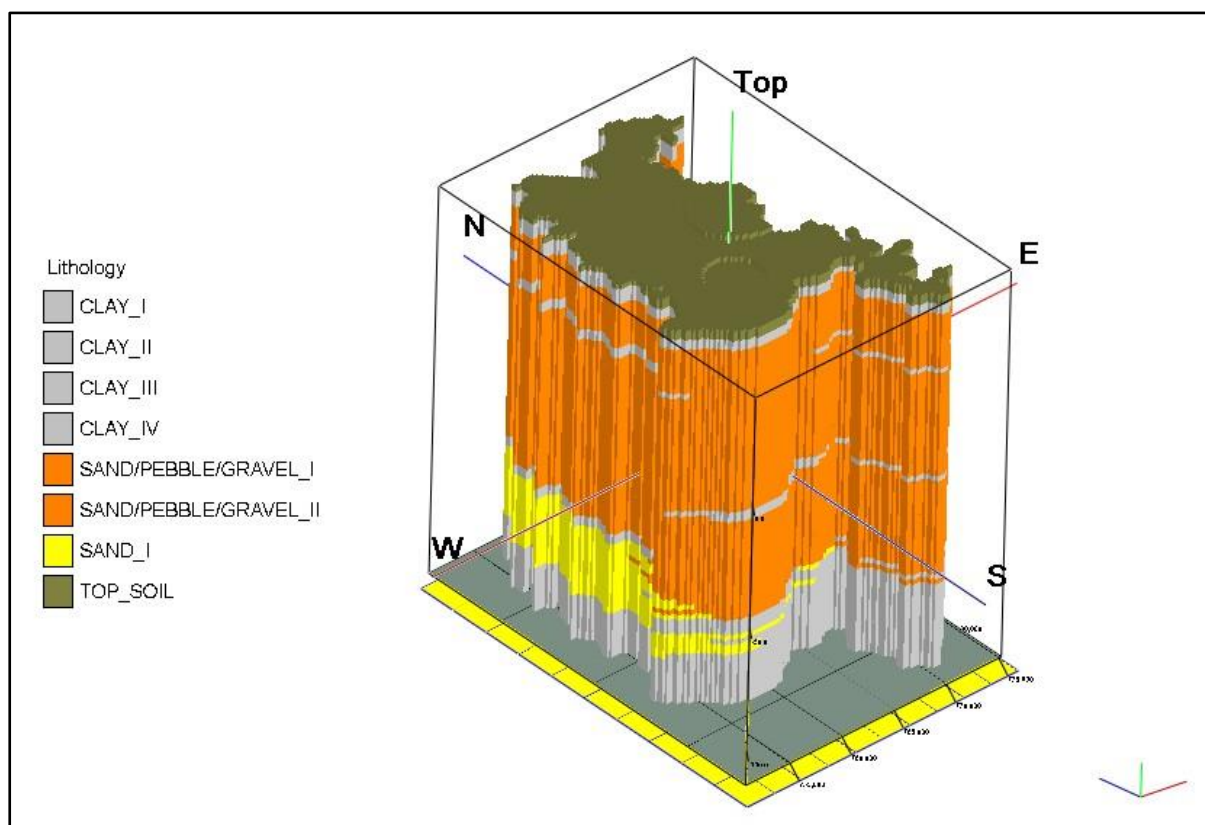 Top
N
E
Lithology
CLAY_I
CLAY_II
CLAY_III
CLAY_IV
SAND/PEBBLE/GRAVEL_I
SAND/PEBBLE/GRAVEL_II
SAND_I
TOP_SOIL
W
S